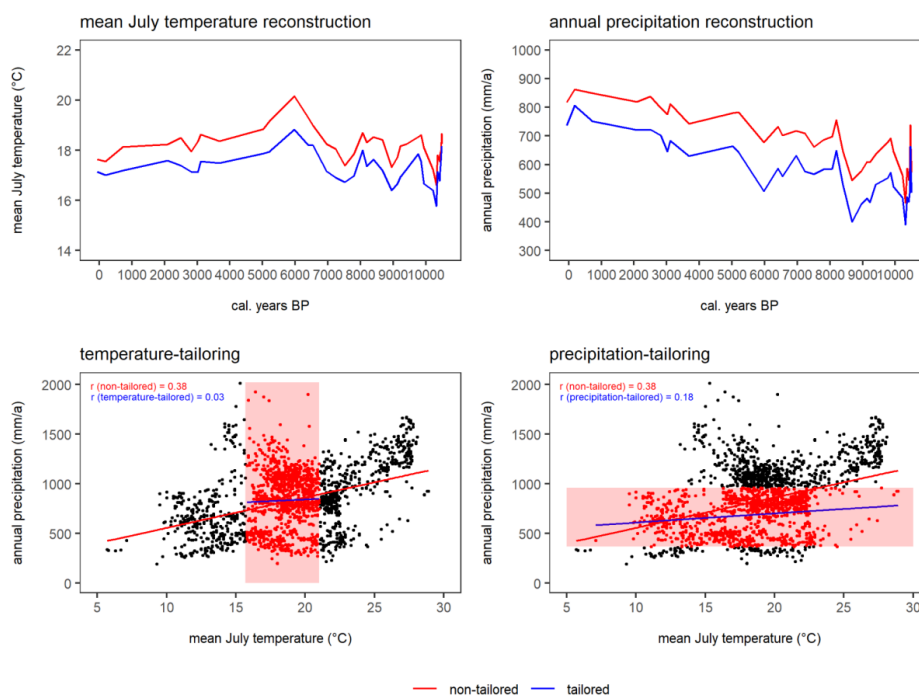 mean July temperature reconstruction
mean July temperature (°C)
22
20
18
16
14
0 1000 2000 3000 4000 5000 6000 7000 8000 9000 10000
cal. years BP
annual precipitation reconstruction
annual precipitation (mm/a)
1000
900
800
700
600
500
400
300
0 1000 2000 3000 4000 5000 6000 7000 8000 9000 10000
cal. years BP
temperature-tailoring
annual precipitation (mm/a)
2000
1500
1000
500
0
r (non-tailored) = 0.38
r (temperature-tailored) = 0.03
5 10 15 20 25 30
mean July temperature (°C)
precipitation-tailoring
annual precipitation (mm/a)
2000
1500
1000
500
0
r (non-tailored) = 0.38
r (precipitation-tailored) = 0.18
5 10 15 20 25 30
mean July temperature (°C)
non-tailored tailored